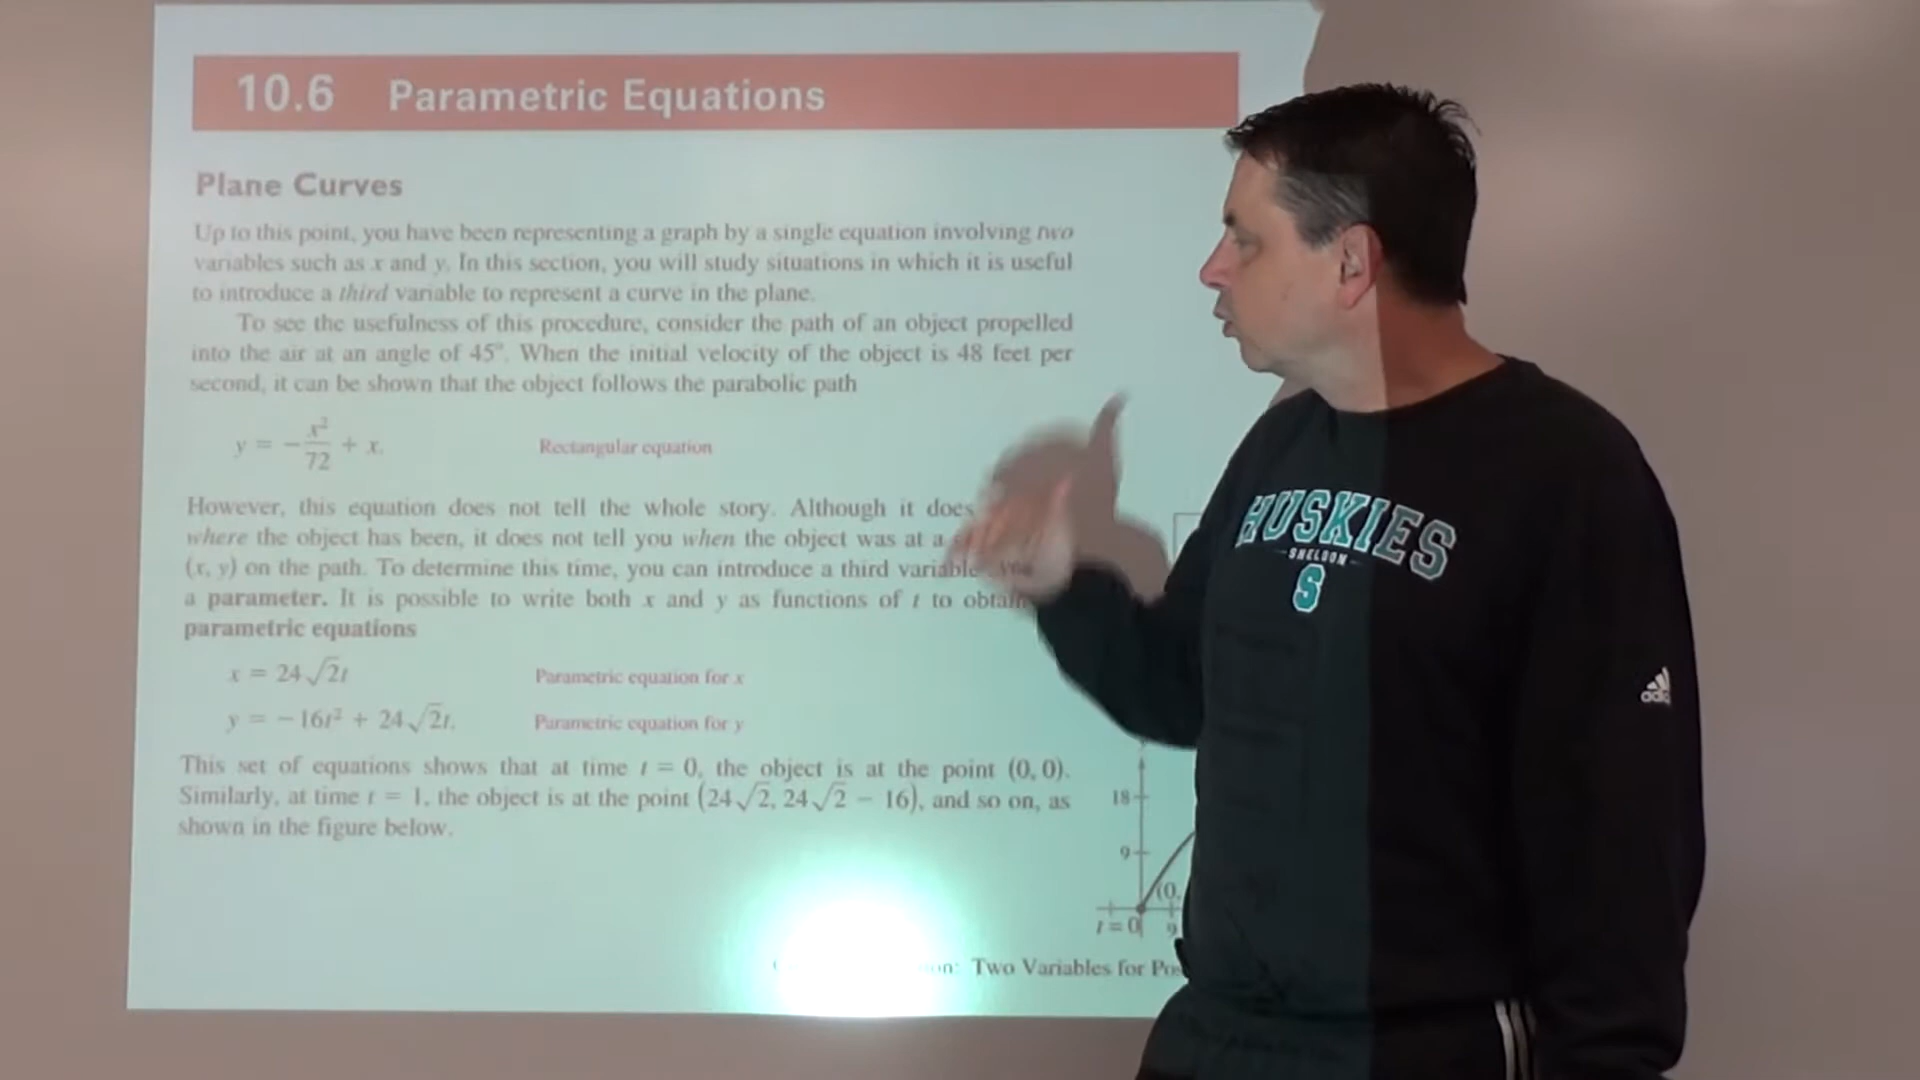 10.6 Parametric Equations
Plane Curves
Up to this point, you have been representing a graph by a single equation involving two
variables such as x and y. In this section, you will study situations in which it is useful
to introduce a third variable to represent a curve in the plane.
To see the usefulness of this procedure, consider the path of an object propelled
into the air at an angle of 45°. When the initial velocity of the object is 48 feet per
second, it can be shown that the object follows the parabolic path
y = -x²/72 + x. Rectangular equation
However, this equation does not tell the whole story. Although it does
where the object has been, it does not tell you when the object was at a
(x, y) on the path. To determine this time, you can introduce a third variable
a parameter. It is possible to write both x and y as functions of t to obtain
parametric equations
x = 24√2t Parametric equation for x
y = -16t² + 24√2t. Parametric equation for y
This set of equations shows that at time t = 0, the object is at the point (0, 0).
Similarly, at time t = 1, the object is at the point (24√2, 24√2 - 16), and so on, as
shown in the figure below.
18
9
(0,
t = 0 9
Two Variables for
HUSKIES
SHELDON
S